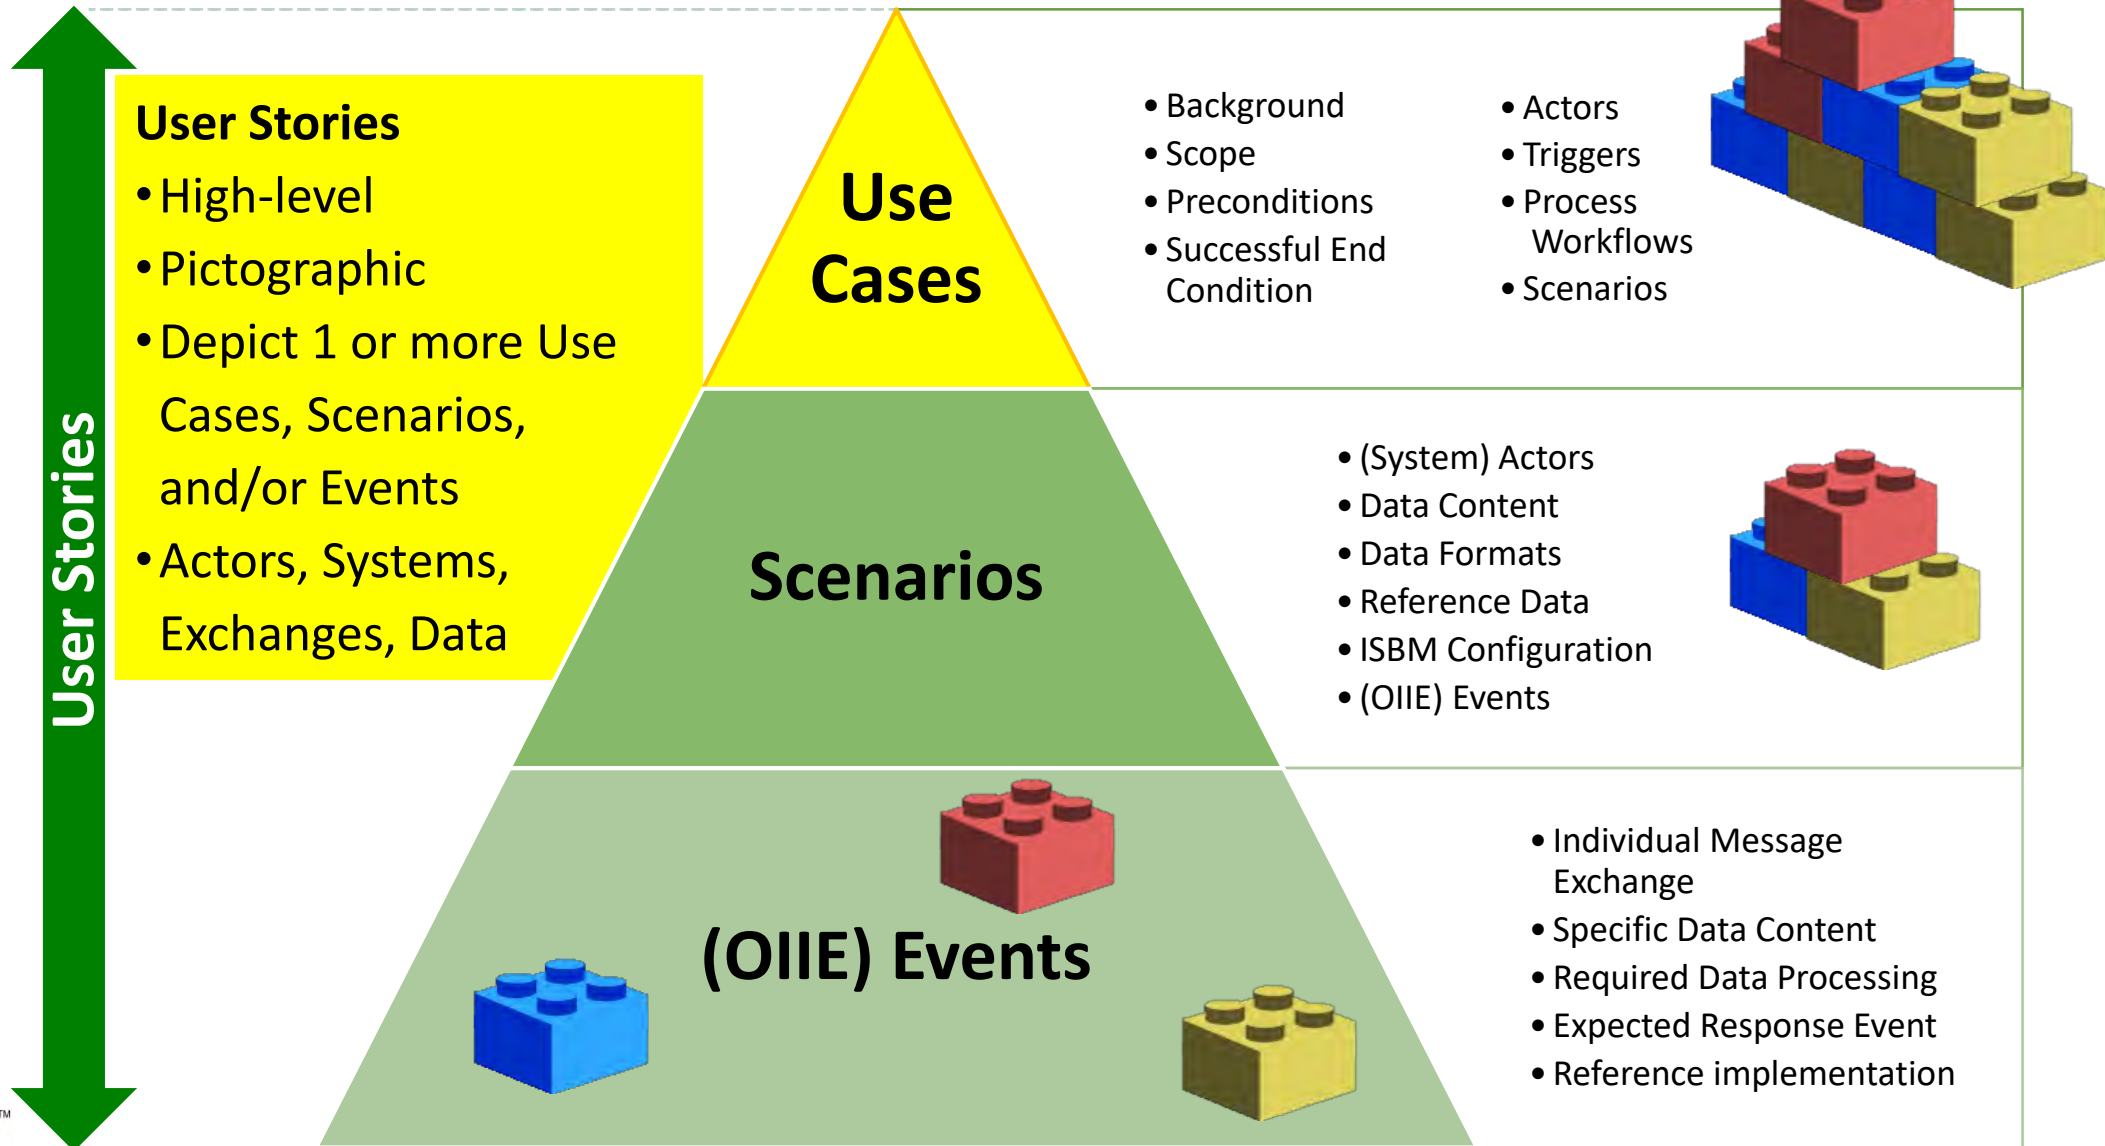 User Stories
User Stories
• High-level
• Pictographic
• Depict 1 or more Use
Cases, Scenarios,
and/or Events
• Actors, Systems,
Exchanges, Data
Use
Cases
• Background
• Scope
• Preconditions
• Successful End
Condition
• Actors
• Triggers
• Process
Workflows
• Scenarios
Scenarios
• (System) Actors
• Data Content
• Data Formats
• Reference Data
• ISBM Configuration
• (OIIE) Events
(OIIE) Events
• Individual Message
Exchange
• Specific Data Content
• Required Data Processing
• Expected Response Event
• Reference implementation
TM